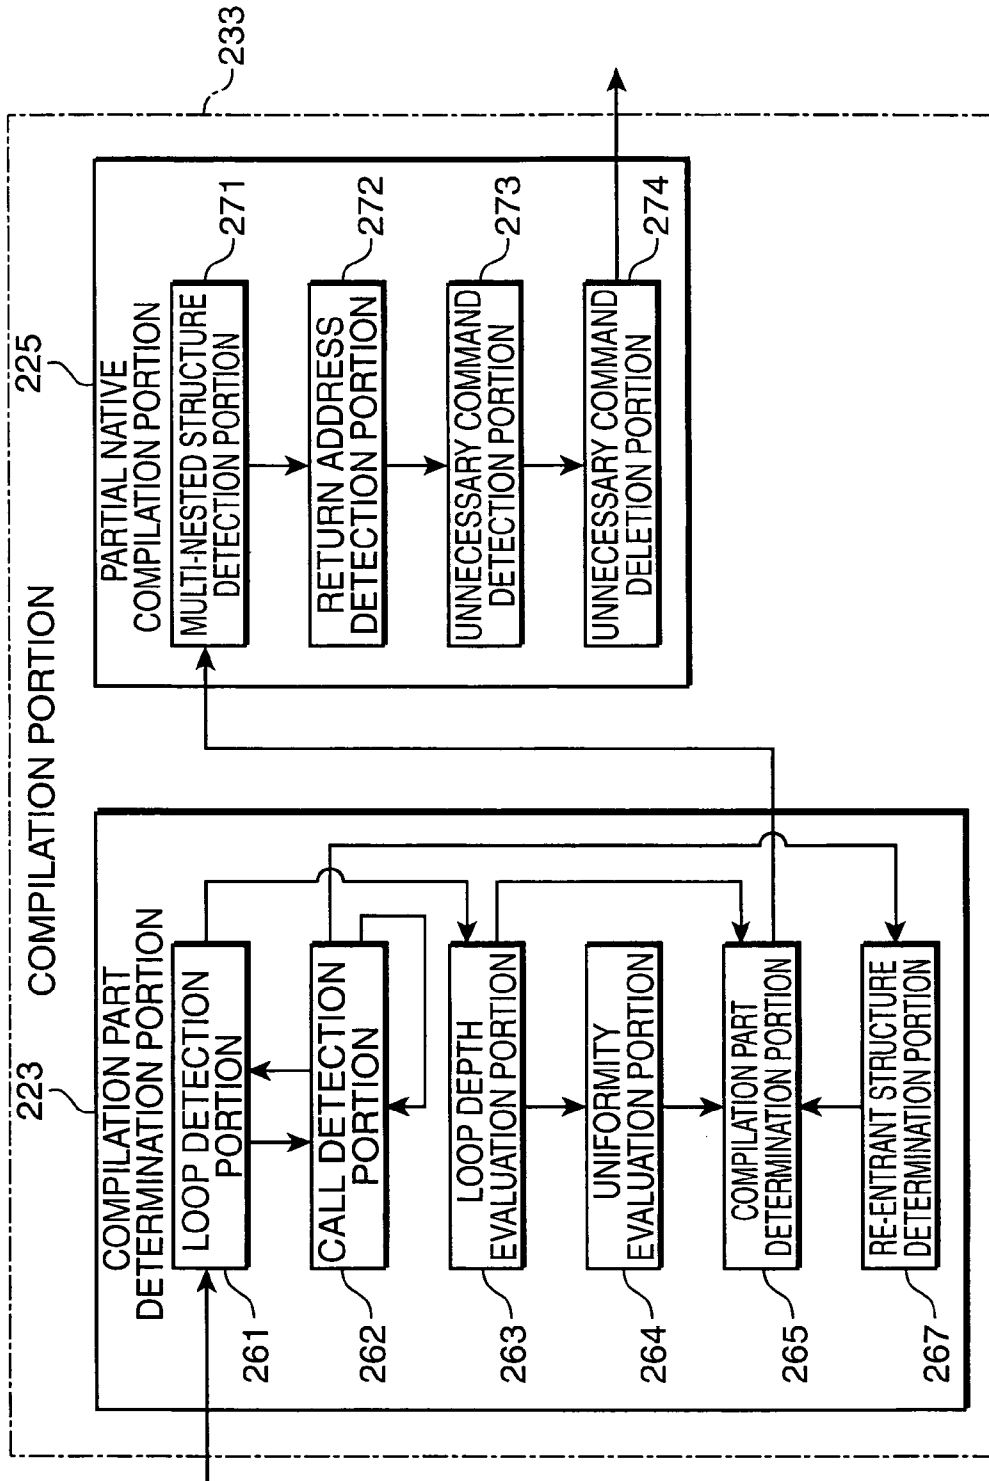 COMPILATION PORTION
233
223
COMPILATION PART
DETERMINATION PORTION
LOOP DETECTION
PORTION
261
CALL DETECTION
PORTION
262
LOOP DEPTH
EVALUATION PORTION
263
UNIFORMITY
EVALUATION PORTION
264
COMPILATION PART
DETERMINATION PORTION
265
RE-ENTRANT STRUCTURE
DETERMINATION PORTION
267
225
PARTIAL NATIVE
COMPILATION PORTION
MULTI-NESTED STRUCTURE
DETECTION PORTION
271
RETURN ADDRESS
DETECTION PORTION
272
UNNECESSARY COMMAND
DETECTION PORTION
273
UNNECESSARY COMMAND
DELETION PORTION
274